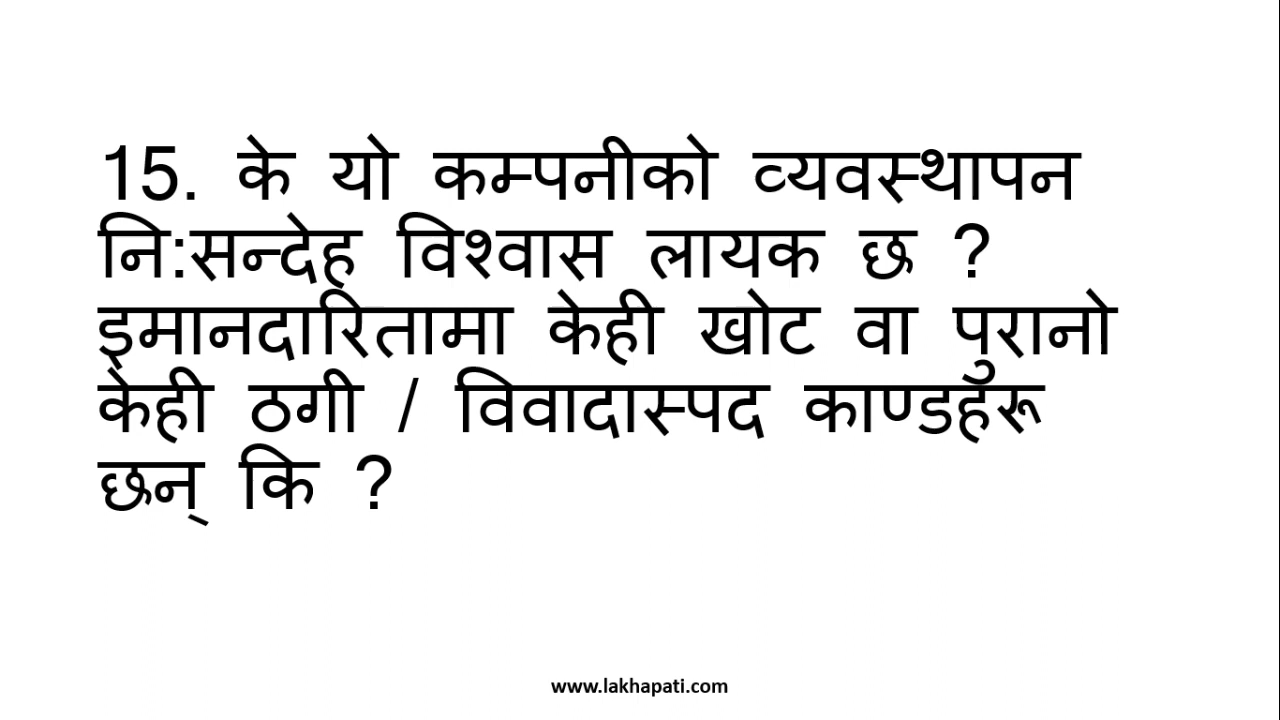 15. के यो कम्पनीको व्यवस्थापन
नि:सन्देह विश्वास लायक छ ?
इमानदारितामा केही खोट वा पुरानो
केही ठगी / विवादास्पद काण्डहरू
छन् कि ?
www.lakhapati.com